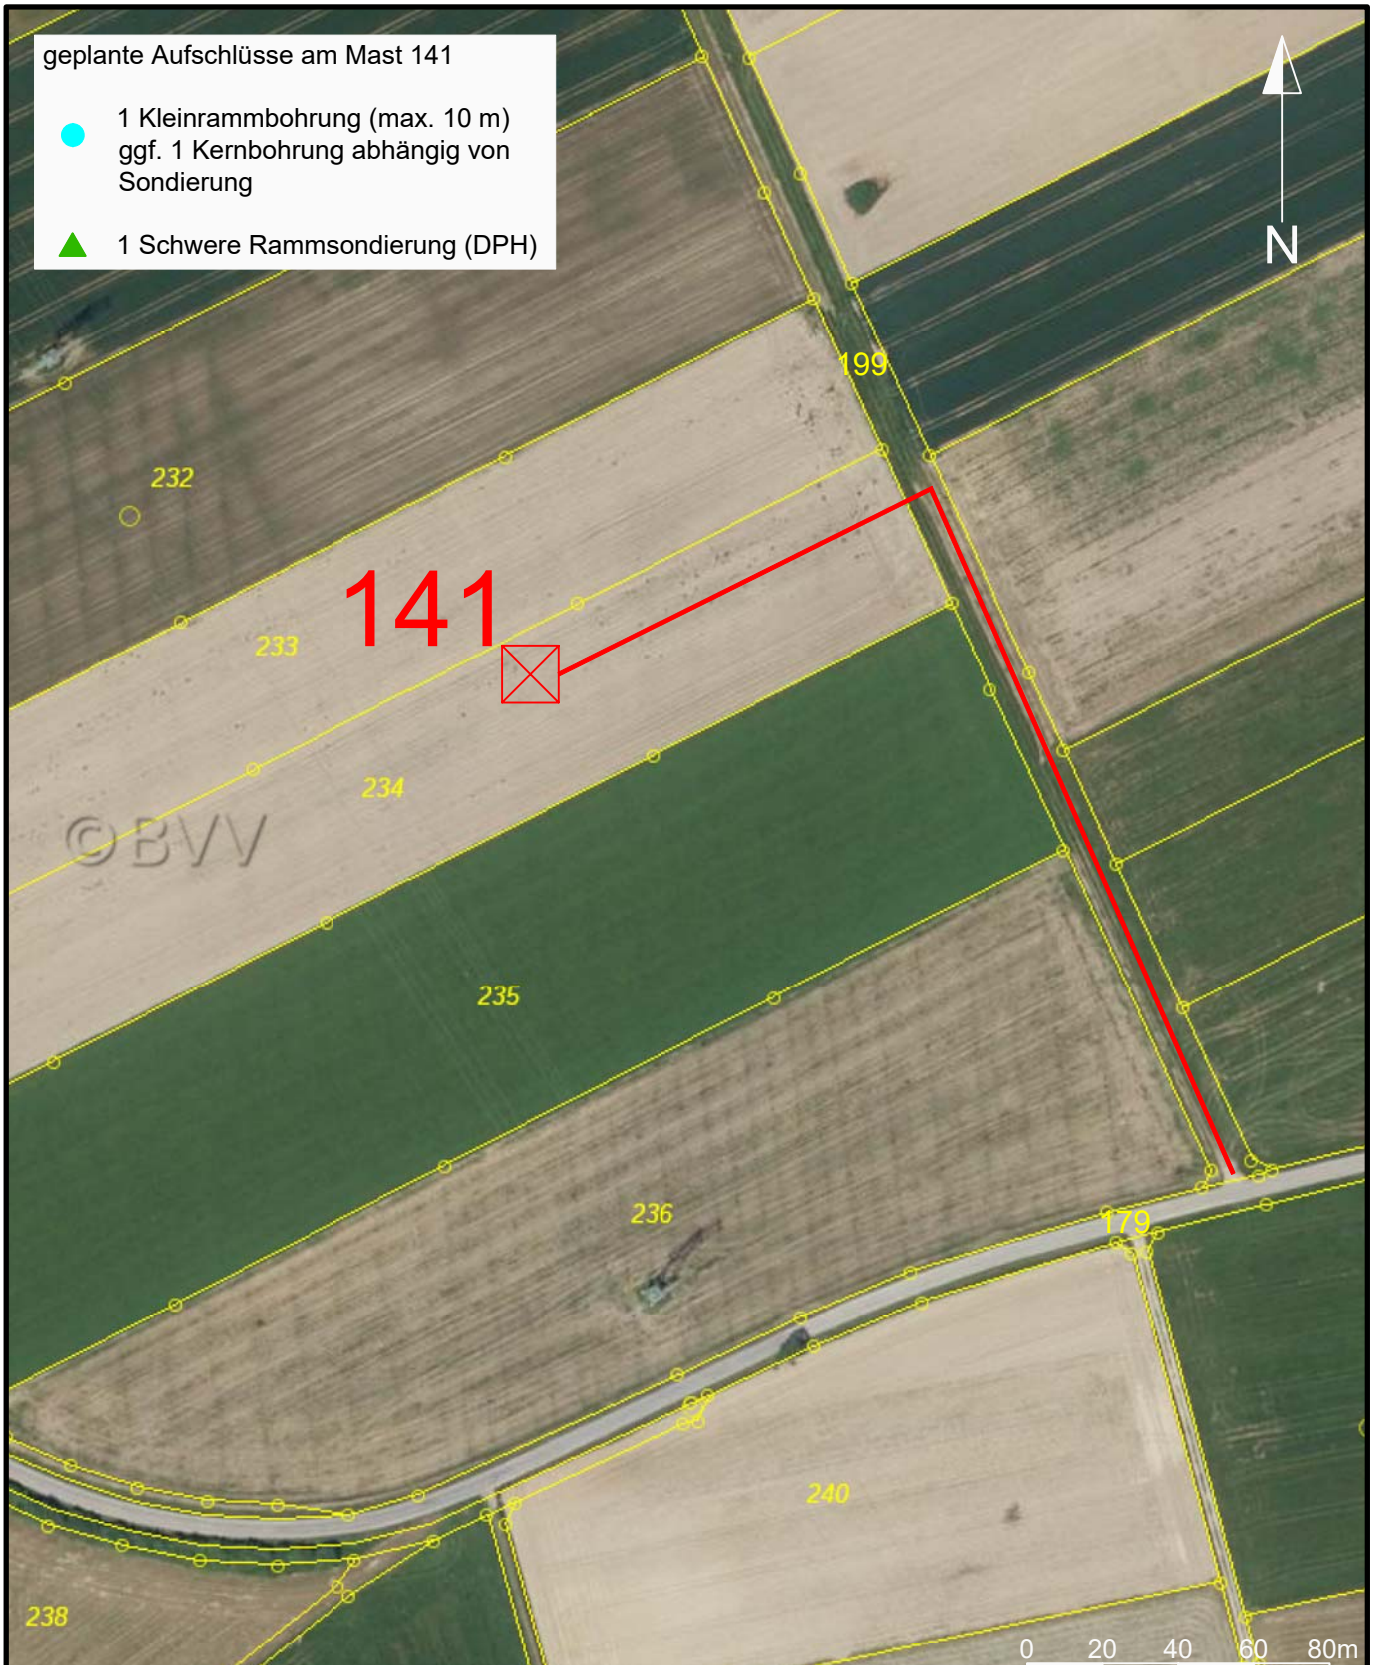 geplante Aufschlüsse am Mast 141
1 Kleinrammbohrung (max. 10 m)
ggf. 1 Kernbohrung abhängig von
Sondierung
1 Schwere Rammsondierung (DPH)
N
199
232
141
233
234
©BVV
235
236
179
240
238
0 20 40 60 80m